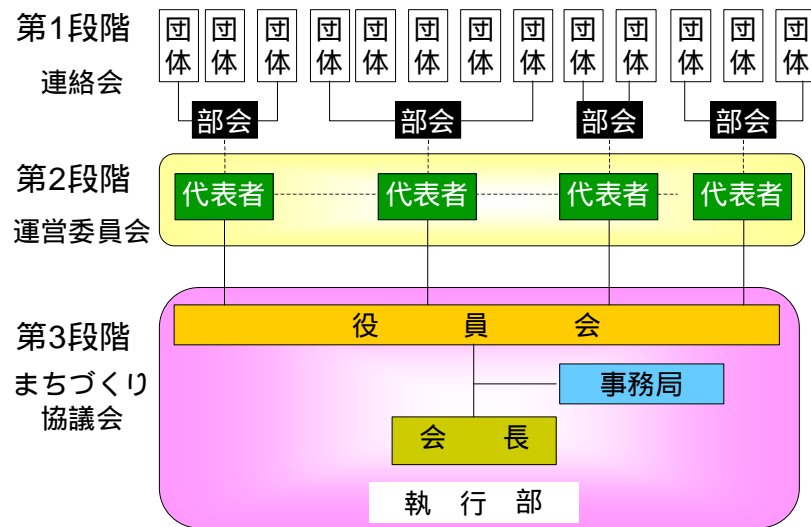 第1段階
連絡会
団体 団体 団体 団体 団体 団体 団体 団体 団体 団体 団体 団体 団体
部会 部会 部会 部会
第2段階
運営委員会
代表者 代表者 代表者 代表者
第3段階
まちづくり
協議会
役 員 会
事務局
会 長
執 行 部